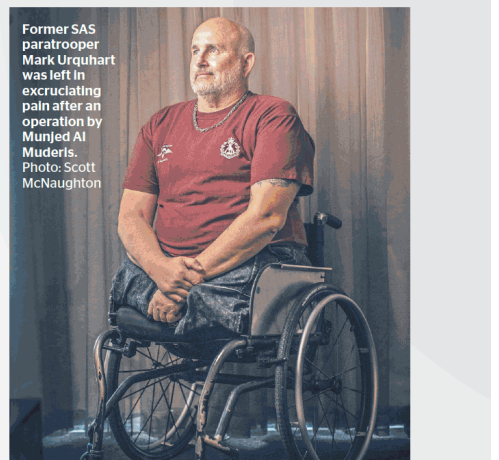 Former SAS
paratrooper
Mark Urquhart
was left in
excruciating
pain after an
operation by
Munjed Al
Muderis.
Photo: Scott
McNaughton